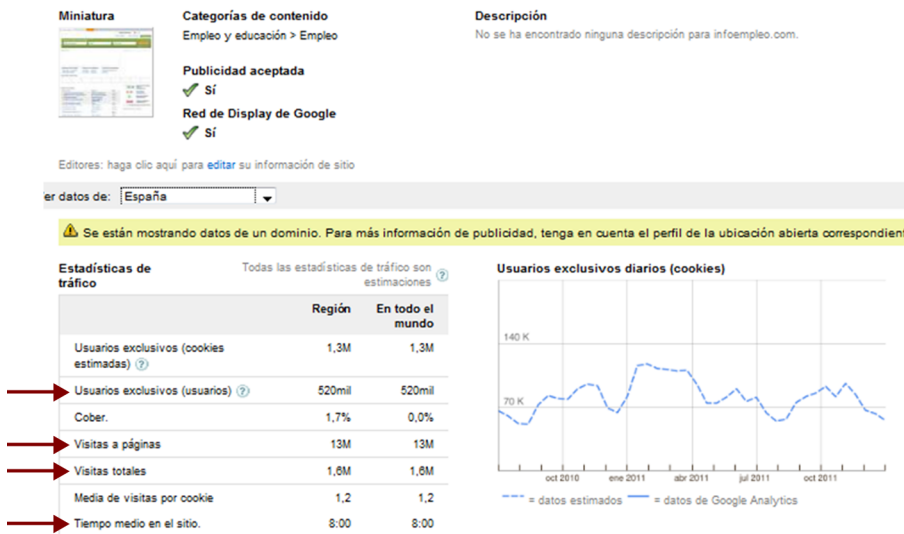 Miniatura
Categorías de contenido
Empleo y educación > Empleo
Publicidad aceptada
Sí
Red de Display de Google
Sí
Descripción
No se ha encontrado ninguna descripción para infoempleo.com.
Editores: haga clic aquí para editar su información de sitio
er datos de: España
Se están mostrando datos de un dominio. Para más información de publicidad, tenga en cuenta el perfil de la ubicación abierta correspondient
Estadísticas de
tráfico
Todas las estadísticas de tráfico son
estimaciones ?
Región En todo el
mundo
Usuarios exclusivos (cookies
estimadas) ? 1,3M 1,3M
Usuarios exclusivos (usuarios) ? 520mil 520mil
Cober. 1,7% 0,0%
Visitas a páginas 13M 13M
Visitas totales 1,6M 1,6M
Media de visitas por cookie 1,2 1,2
Tiempo medio en el sitio. 8:00 8:00
Usuarios exclusivos diarios (cookies)
140 K
70 K
oct 2010 ene 2011 abr 2011 jul 2011 oct 2011
= datos estimados = datos de Google Analytics